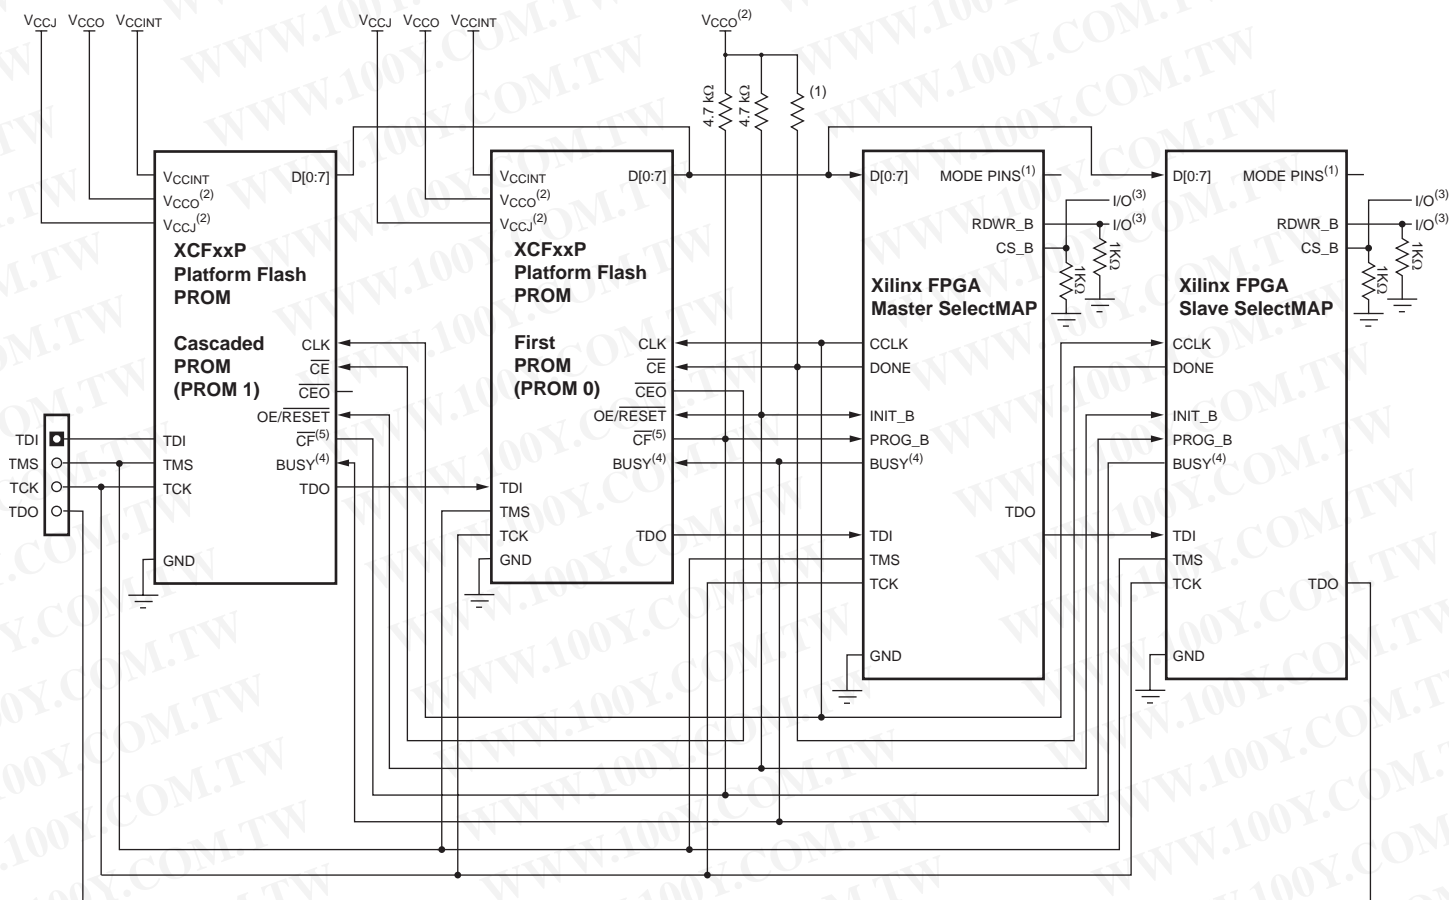 VCCJ VCCO VCCINT
VCCJ VCCO VCCINT
VCCO(2)
4.7 kΩ
4.7 kΩ
(1)
VCCINT
VCCO(2)
VCCJ(2)
D[0:7]
XCFxxP
Platform Flash
PROM
Cascaded
PROM
(PROM 1)
CLK
CE
CEO
OE/RESET
CF(5)
BUSY(4)
TDO
TDI
TMS
TCK
GND
TDI
TMS
TCK
TDO
VCCINT
VCCO(2)
VCCJ(2)
D[0:7]
XCFxxP
Platform Flash
PROM
First
PROM
(PROM 0)
CLK
CE
CEO
OE/RESET
CF(5)
BUSY(4)
TDI
TMS
TCK
TDO
GND
D[0:7]
MODE PINS(1)
RDWR_B
CS_B
I/O(3)
I/O(3)
1KΩ
1KΩ
Xilinx FPGA
Master SelectMAP
CCLK
DONE
INIT_B
PROG_B
BUSY(4)
TDO
TDI
TMS
TCK
GND
D[0:7]
MODE PINS(1)
RDWR_B
CS_B
I/O(3)
I/O(3)
1KΩ
1KΩ
Xilinx FPGA
Slave SelectMAP
CCLK
DONE
INIT_B
PROG_B
BUSY(4)
TDI
TMS
TCK
TDO
GND
WWW.100Y.COM.TW